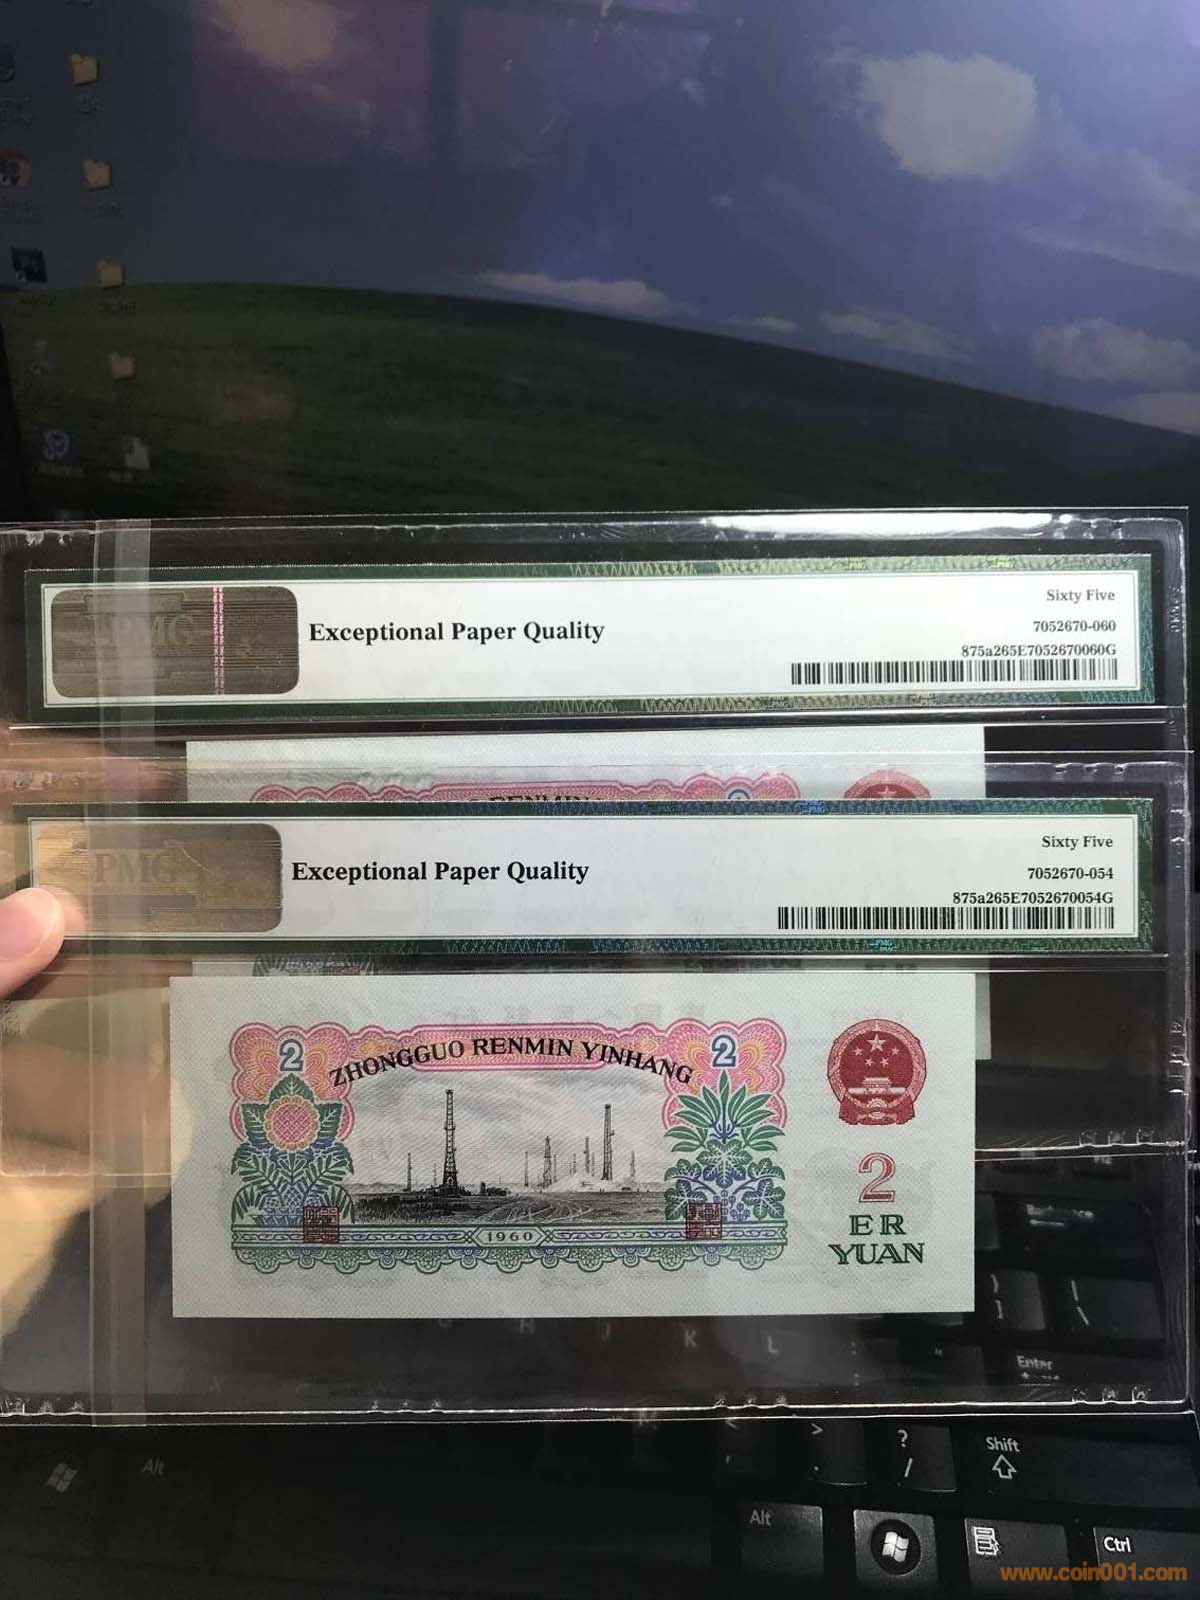 PMG
Exceptional Paper Quality
Sixty Five
7052670-060
875a265E7052670060G
PMG
Exceptional Paper Quality
Sixty Five
7052670-054
875a265E7052670054G
2 ZHONGGUO RENMIN YINHANG 2
1960
2
ER
YUAN
K
L
Enter
< >
, .
?
/
Shift
Alt
Alt
Ctrl
www.coin001.com